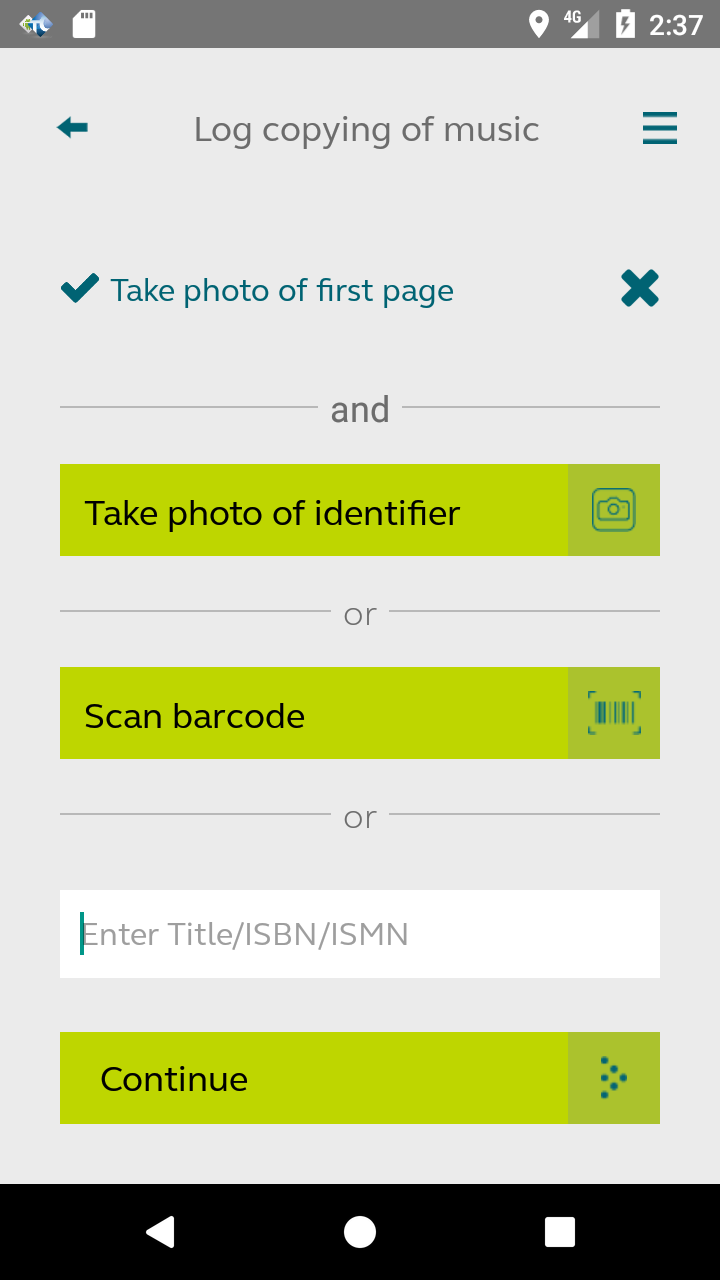 4G 2:37
Log copying of music
Take photo of first page
and
Take photo of identifier
or
Scan barcode
or
Enter Title/ISBN/ISMN
Continue